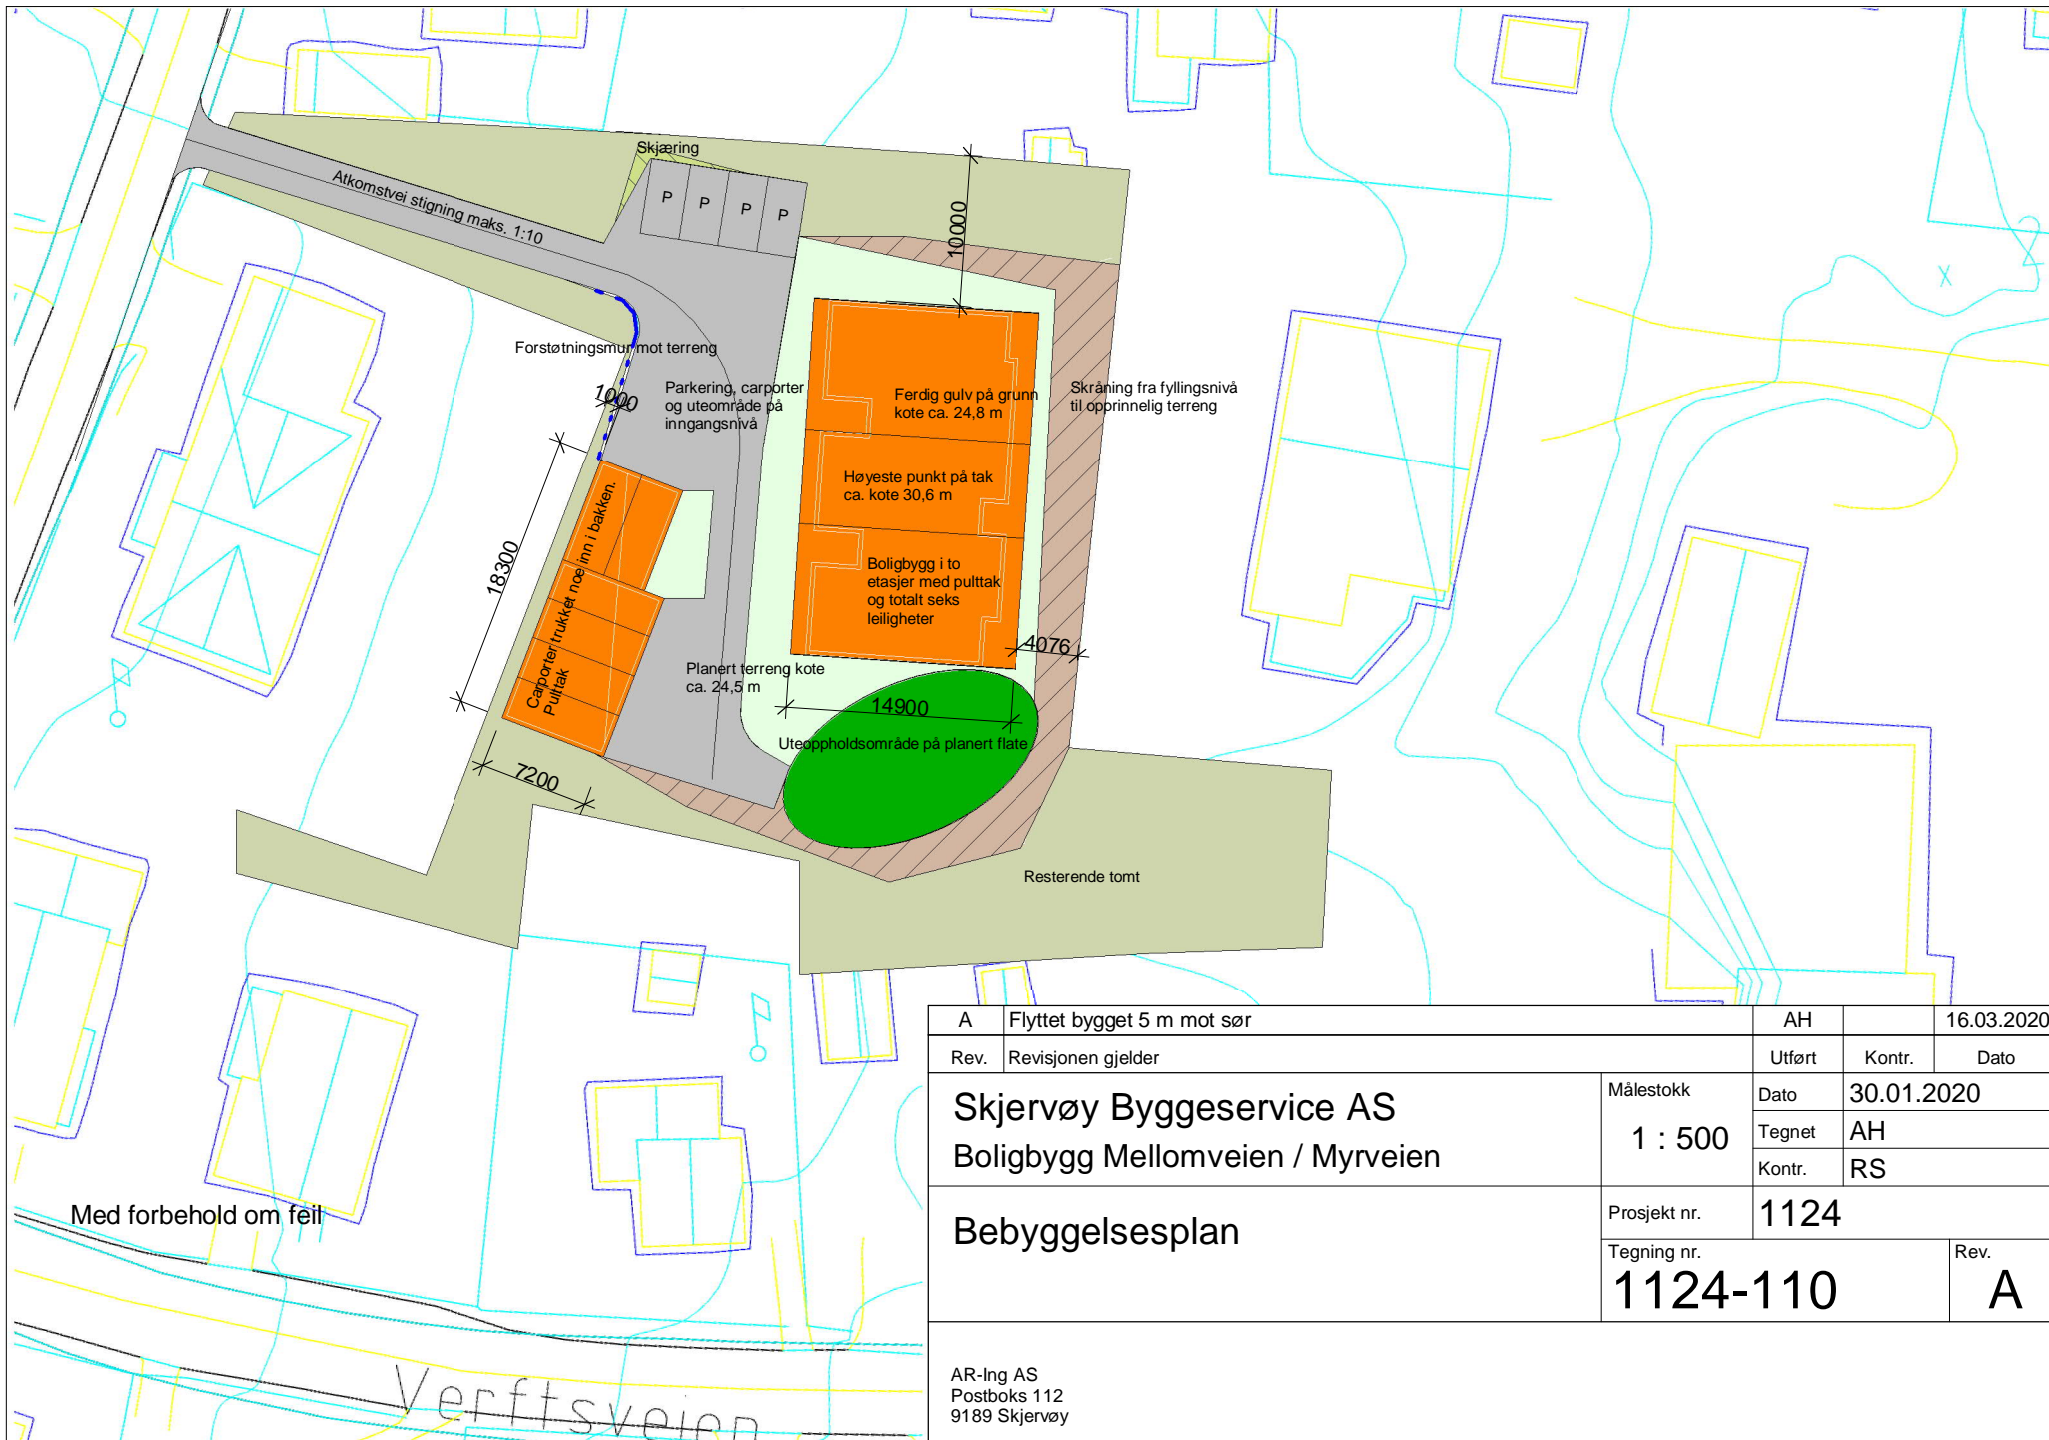 Skjæring
P P P P
Atkomstvei stigning maks. 1:10
10000
Forstøtningsmur mot terreng
1000
Parkering, carporter
og uteområde på
inngangsnivå
Ferdig gulv på grunn
kote ca. 24,8 m
Skråning fra fyllingsnivå
til opprinnelig terreng
Høyeste punkt på tak
ca. kote 30,6 m
18300
Carporter trukket noe inn i bakken.
Pulttak
Boligbygg i to
etasjer med pulttak
og totalt seks
leiligheter
4076
Planert terreng kote
ca. 24,5 m
14900
Uteoppholdsområde på planert flate
7200
Resterende tomt
Med forbehold om feil
Verftsveien
A Flyttet bygget 5 m mot sør AH 16.03.2020
Rev. Revisjonen gjelder Utført Kontr. Dato
Skjervøy Byggeservice AS
Boligbygg Mellomveien / Myrveien
Målestokk
1 : 500
Dato 30.01.2020
Tegnet AH
Kontr. RS
Bebyggelsesplan
Prosjekt nr. 1124
Tegning nr.
1124-110
Rev.
A
AR-Ing AS
Postboks 112
9189 Skjervøy